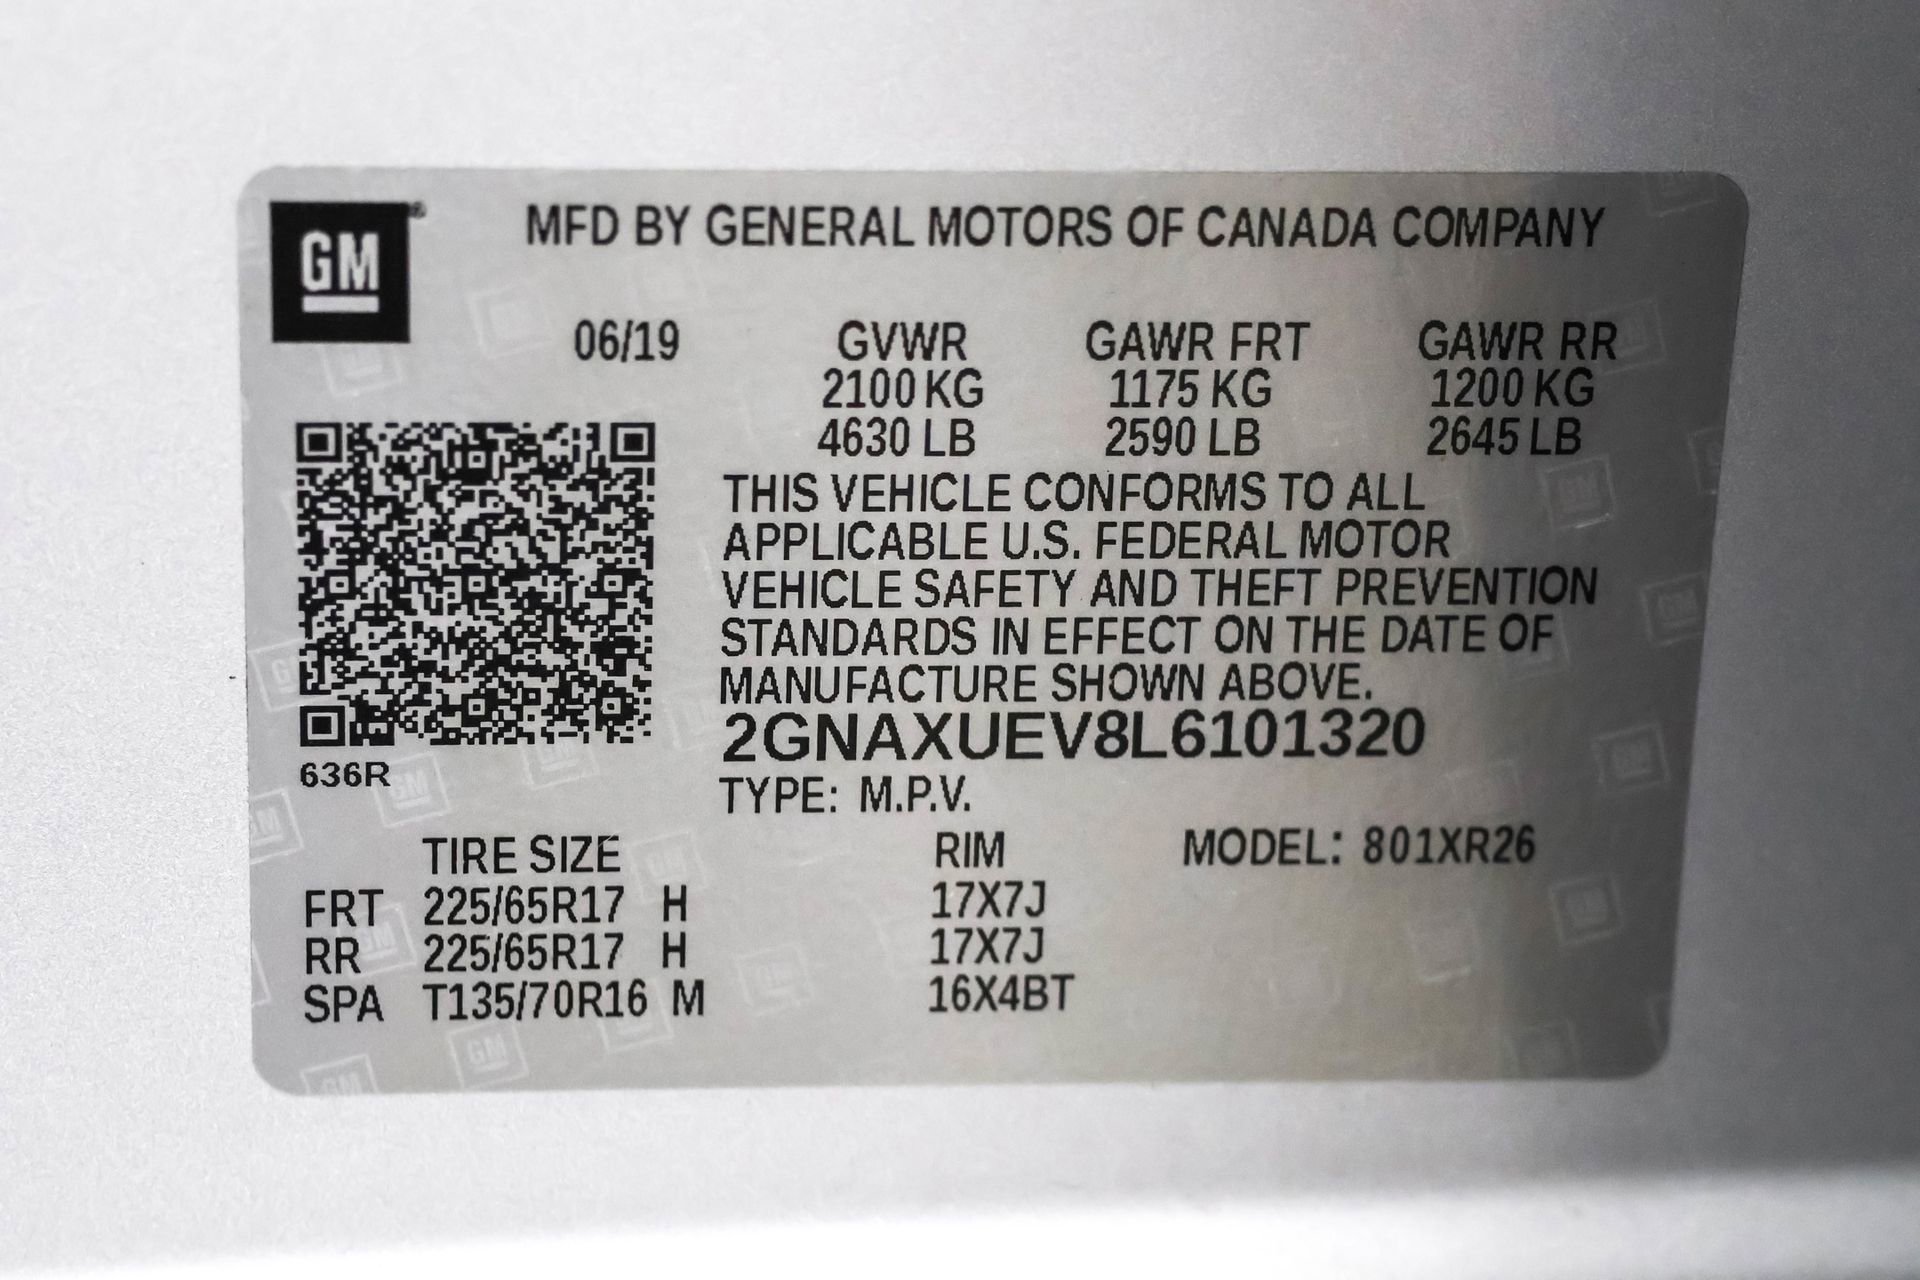 GM
MFD BY GENERAL MOTORS OF CANADA COMPANY
06/19 GVWR GAWR FRT GAWR RR
2100 KG 1175 KG 1200 KG
4630 LB 2590 LB 2645 LB
THIS VEHICLE CONFORMS TO ALL
APPLICABLE U.S. FEDERAL MOTOR
VEHICLE SAFETY AND THEFT PREVENTION
STANDARDS IN EFFECT ON THE DATE OF
MANUFACTURE SHOWN ABOVE.
2GNAXUEV8L6101320
636R
TYPE: M.P.V.
TIRE SIZE RIM MODEL: 801XR26
FRT 225/65R17 H 17X7J
RR 225/65R17 H 17X7J
SPA T135/70R16 M 16X4BT